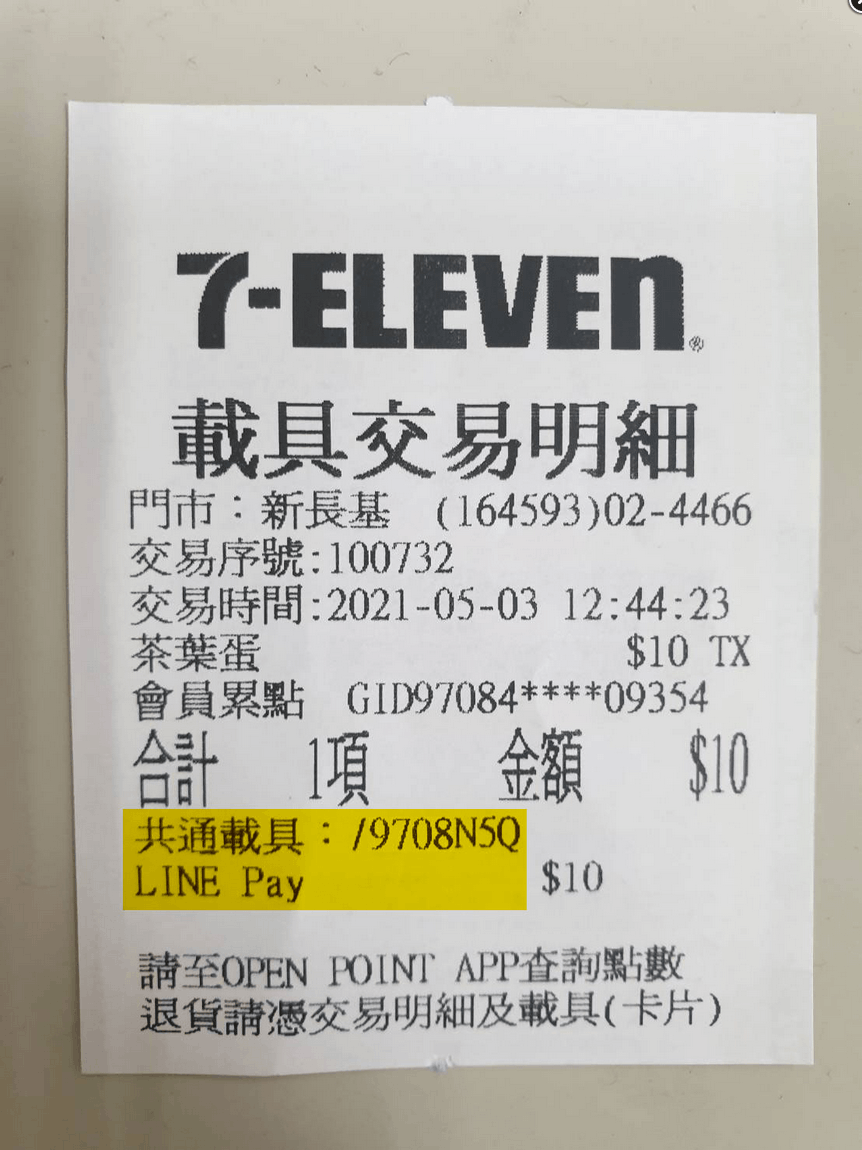 7-ELEVEn®
載具交易明細
門市：新長基 (164593)02-4466
交易序號:100732
交易時間:2021-05-03 12:44:23
茶葉蛋 $10 TX
會員累點 GID97084****09354
合計 1項 金額 $10
共通載具：/9708N5Q
LINE Pay $10
請至OPEN POINT APP查詢點數
退貨請憑交易明細及載具(卡片)